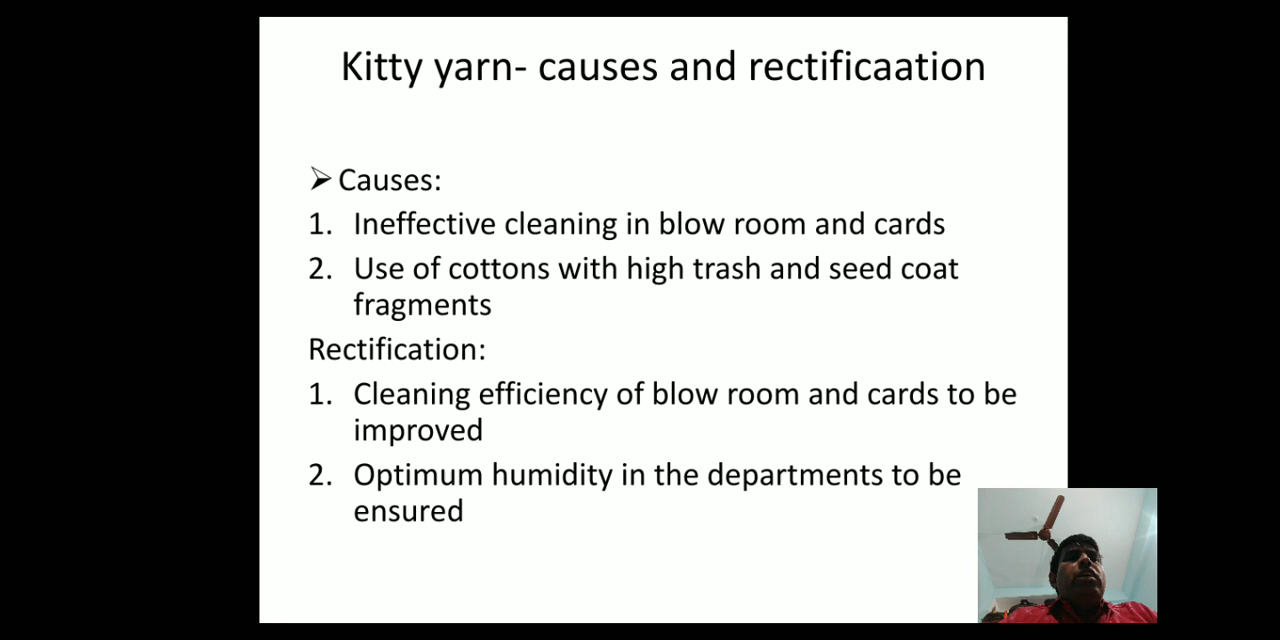 Kitty yarn- causes and rectificaation
➢ Causes:
1. Ineffective cleaning in blow room and cards
2. Use of cottons with high trash and seed coat
fragments
Rectification:
1. Cleaning efficiency of blow room and cards to be
improved
2. Optimum humidity in the departments to be
ensured